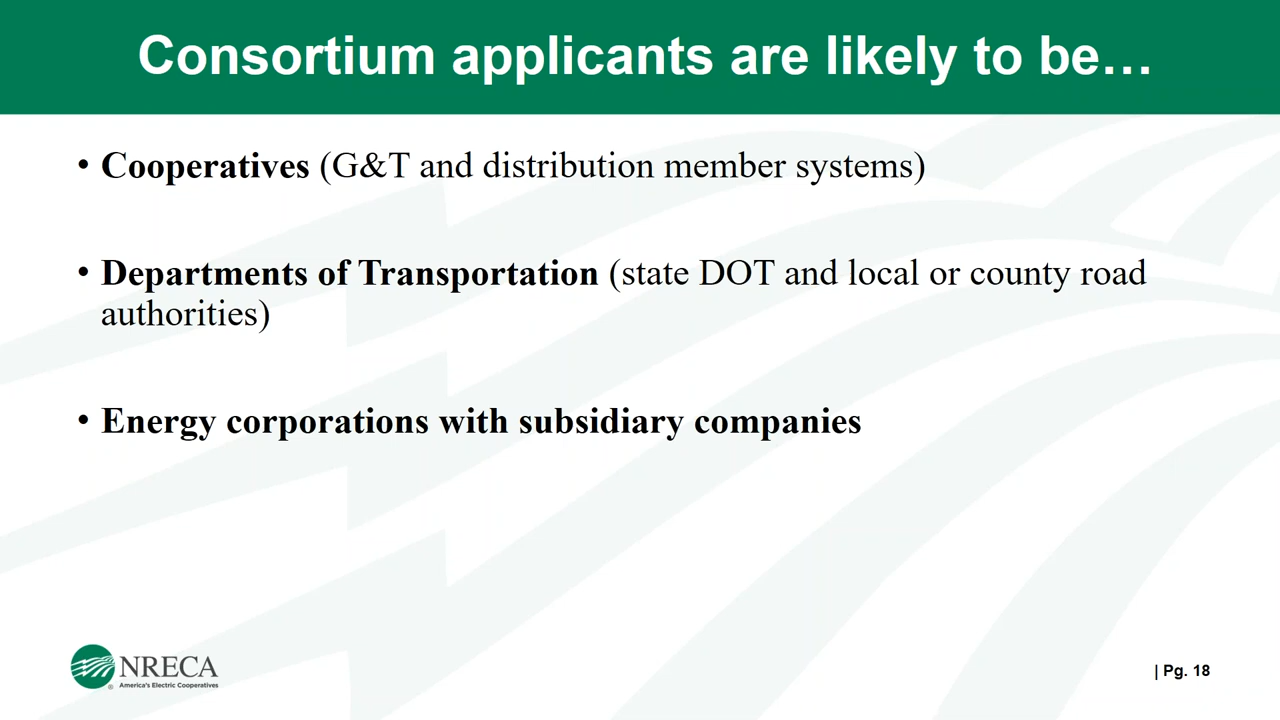 Consortium applicants are likely to be…
• Cooperatives (G&T and distribution member systems)
• Departments of Transportation (state DOT and local or county road
authorities)
• Energy corporations with subsidiary companies
NRECA
® America's Electric Cooperatives
| Pg. 18